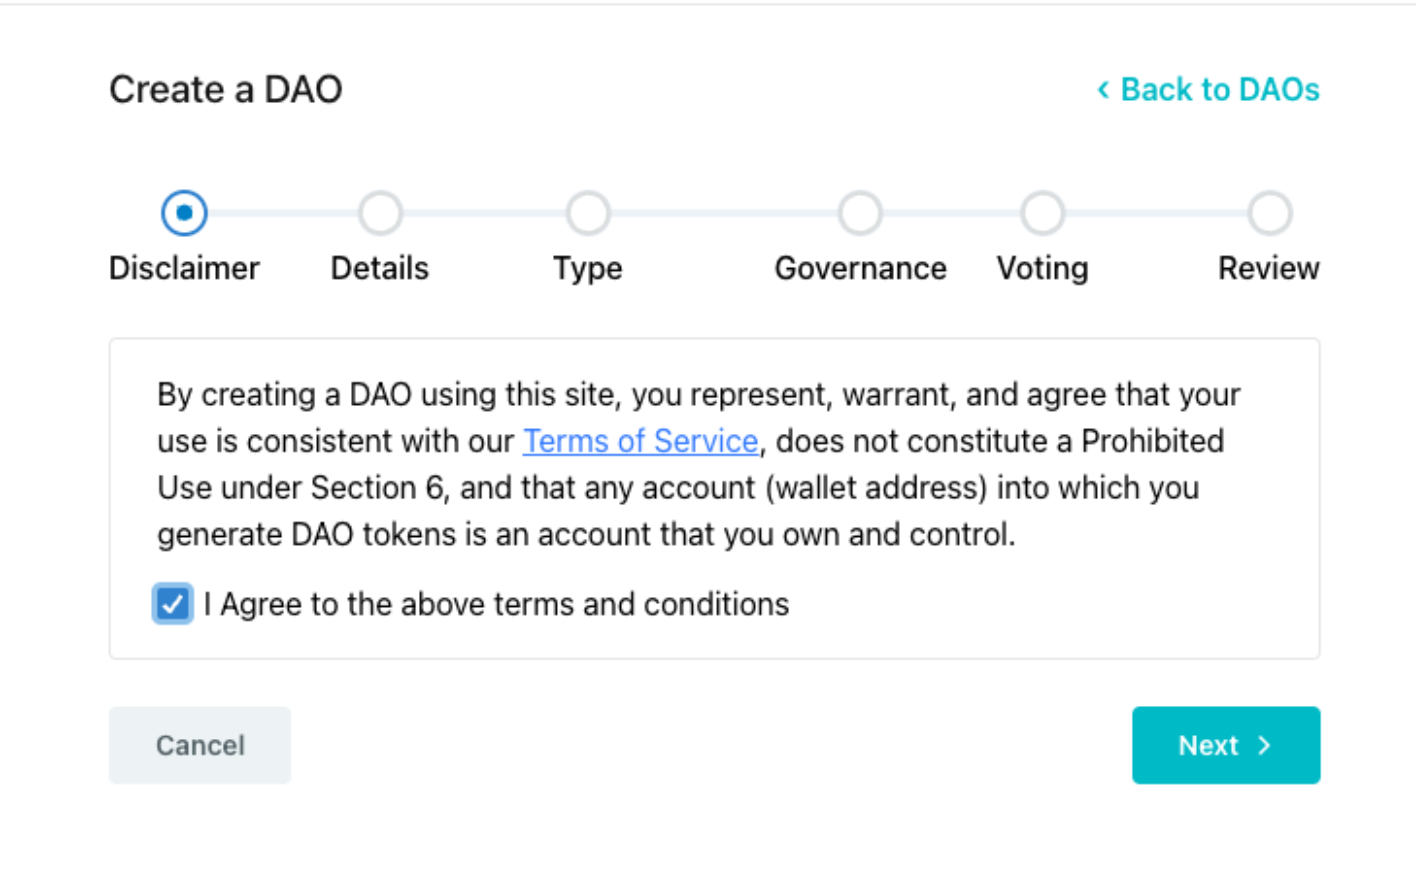 Create a DAO
‹ Back to DAOs
Disclaimer Details Type Governance Voting Review
By creating a DAO using this site, you represent, warrant, and agree that your
use is consistent with our Terms of Service, does not constitute a Prohibited
Use under Section 6, and that any account (wallet address) into which you
generate DAO tokens is an account that you own and control.
I Agree to the above terms and conditions
Cancel
Next ›